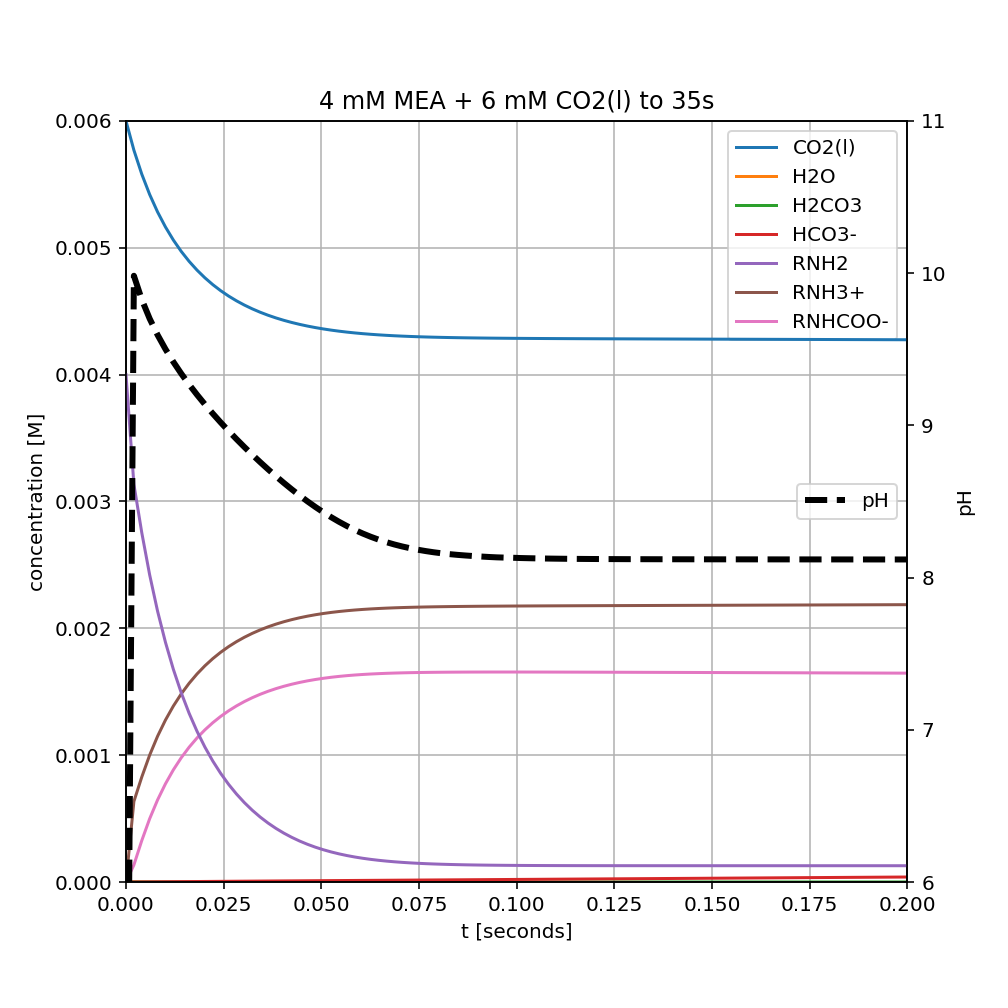 4 mM MEA + 6 mM CO2(l) to 35s
0.006
0.005
0.004
0.003
0.002
0.001
0.000
concentration [M]
11
10
9
8
7
6
pH
CO2(l)
H2O
H2CO3
HCO3-
RNH2
RNH3+
RNHCOO-
pH
0.000 0.025 0.050 0.075 0.100 0.125 0.150 0.175 0.200
t [seconds]